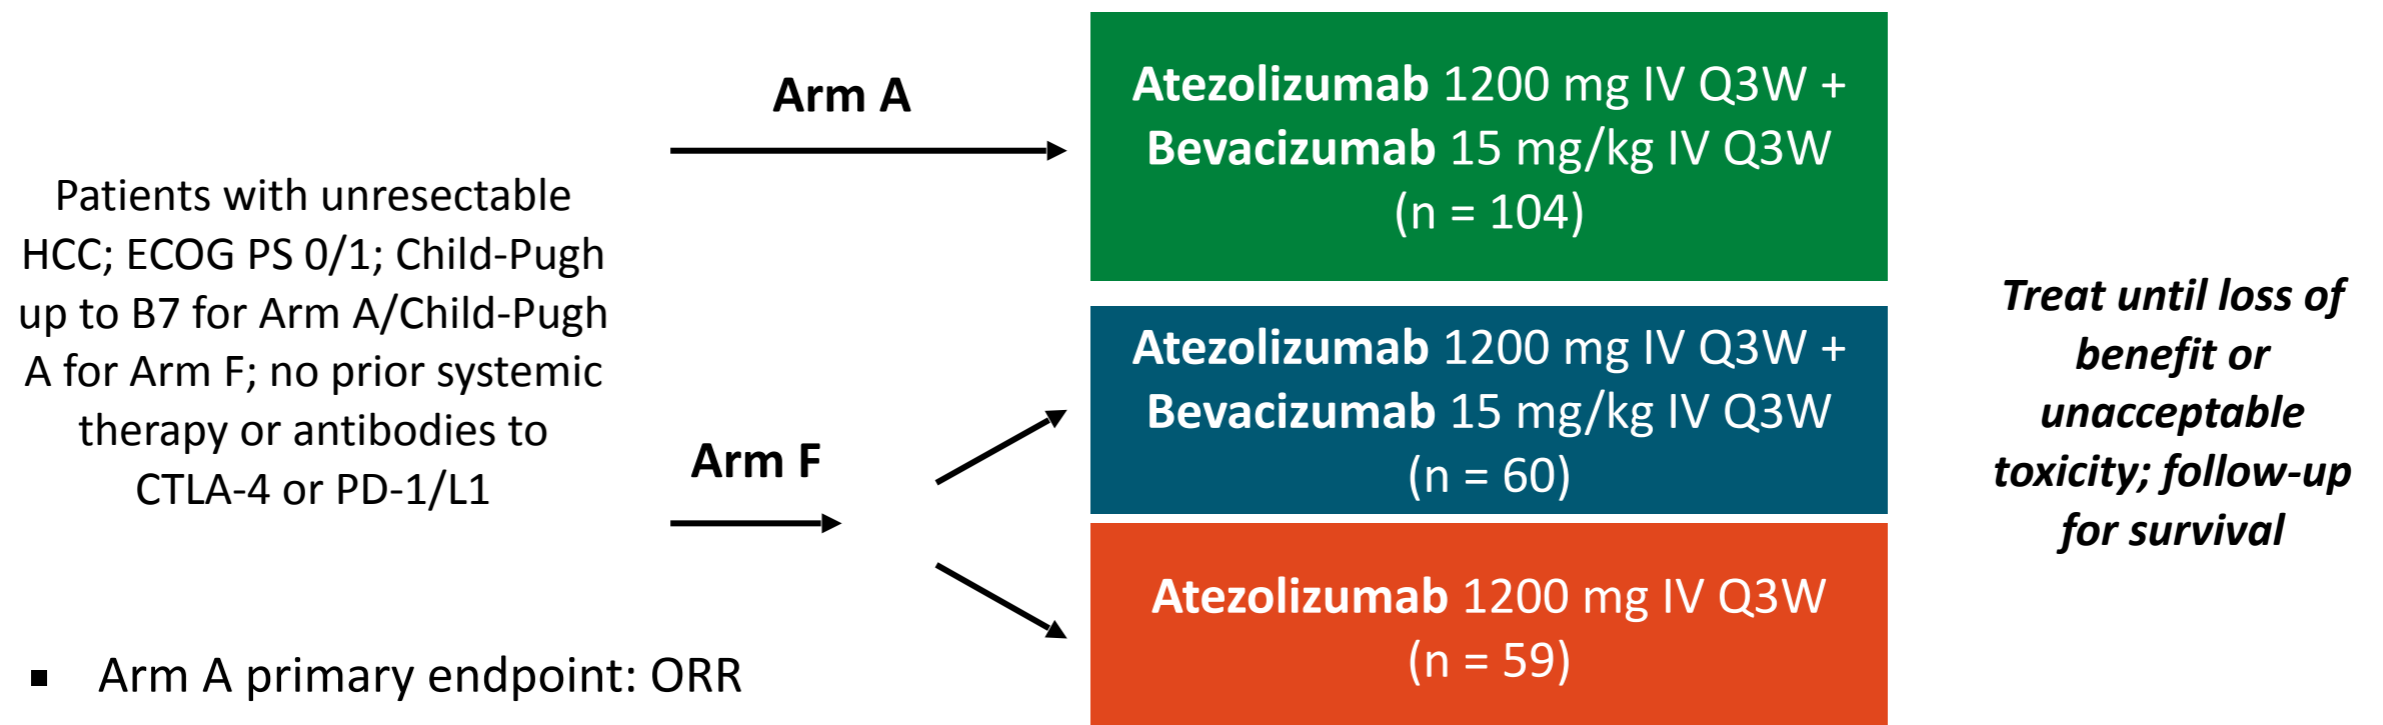 Patients with unresectable
HCC; ECOG PS 0/1; Child-Pugh
up to B7 for Arm A/Child-Pugh
A for Arm F; no prior systemic
therapy or antibodies to
CTLA-4 or PD-1/L1
Arm A
Atezolizumab 1200 mg IV Q3W +
Bevacizumab 15 mg/kg IV Q3W
(n = 104)
Arm F
Atezolizumab 1200 mg IV Q3W +
Bevacizumab 15 mg/kg IV Q3W
(n = 60)
Atezolizumab 1200 mg IV Q3W
(n = 59)
Treat until loss of
benefit or
unacceptable
toxicity; follow-up
for survival
▪ Arm A primary endpoint: ORR